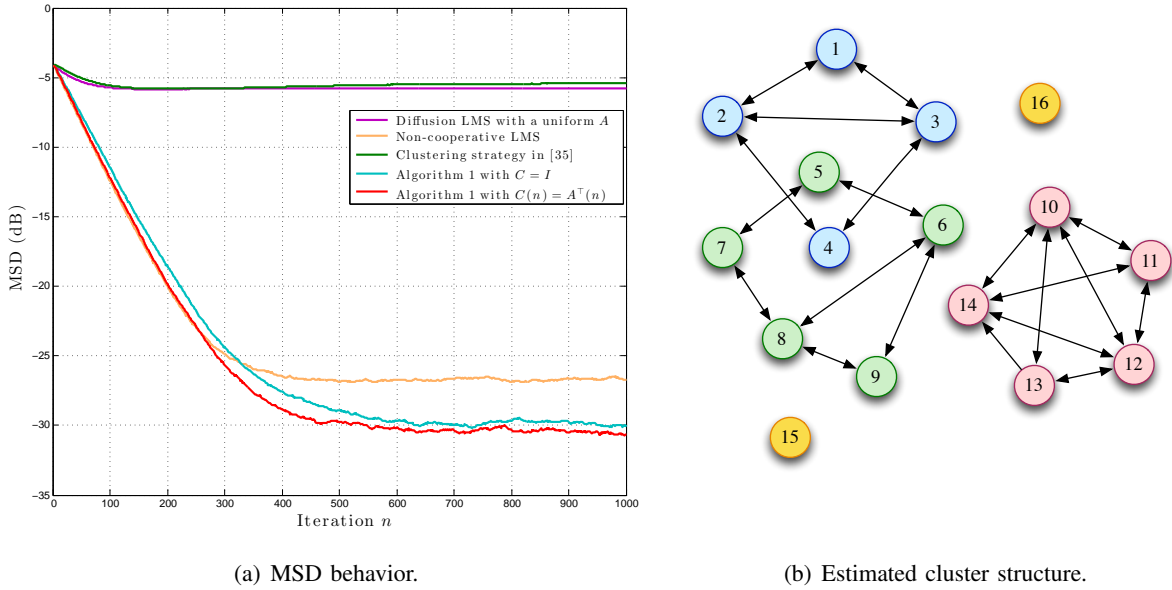 0
−5
−10
−15
−20
−25
−30
−35
MSD (dB)
0 100 200 300 400 500 600 700 800 900 1000
Iteration n
Diffusion LMS with a uniform A
Non-cooperative LMS
Clustering strategy in [35]
Algorithm 1 with C = I
Algorithm 1 with C(n) = A⊤(n)
(a) MSD behavior.
1
2
3
16
5
6
10
7
4
11
14
8
9
13
12
15
(b) Estimated cluster structure.